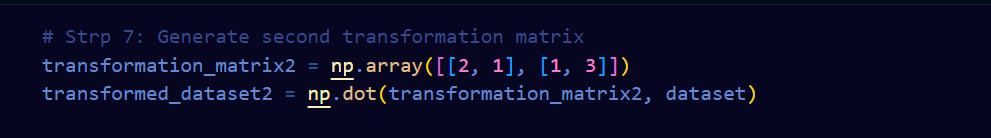 # Strp 7: Generate second transformation matrix
transformation_matrix2 = np.array([[2, 1], [1, 3]])
transformed_dataset2 = np.dot(transformation_matrix2, dataset)